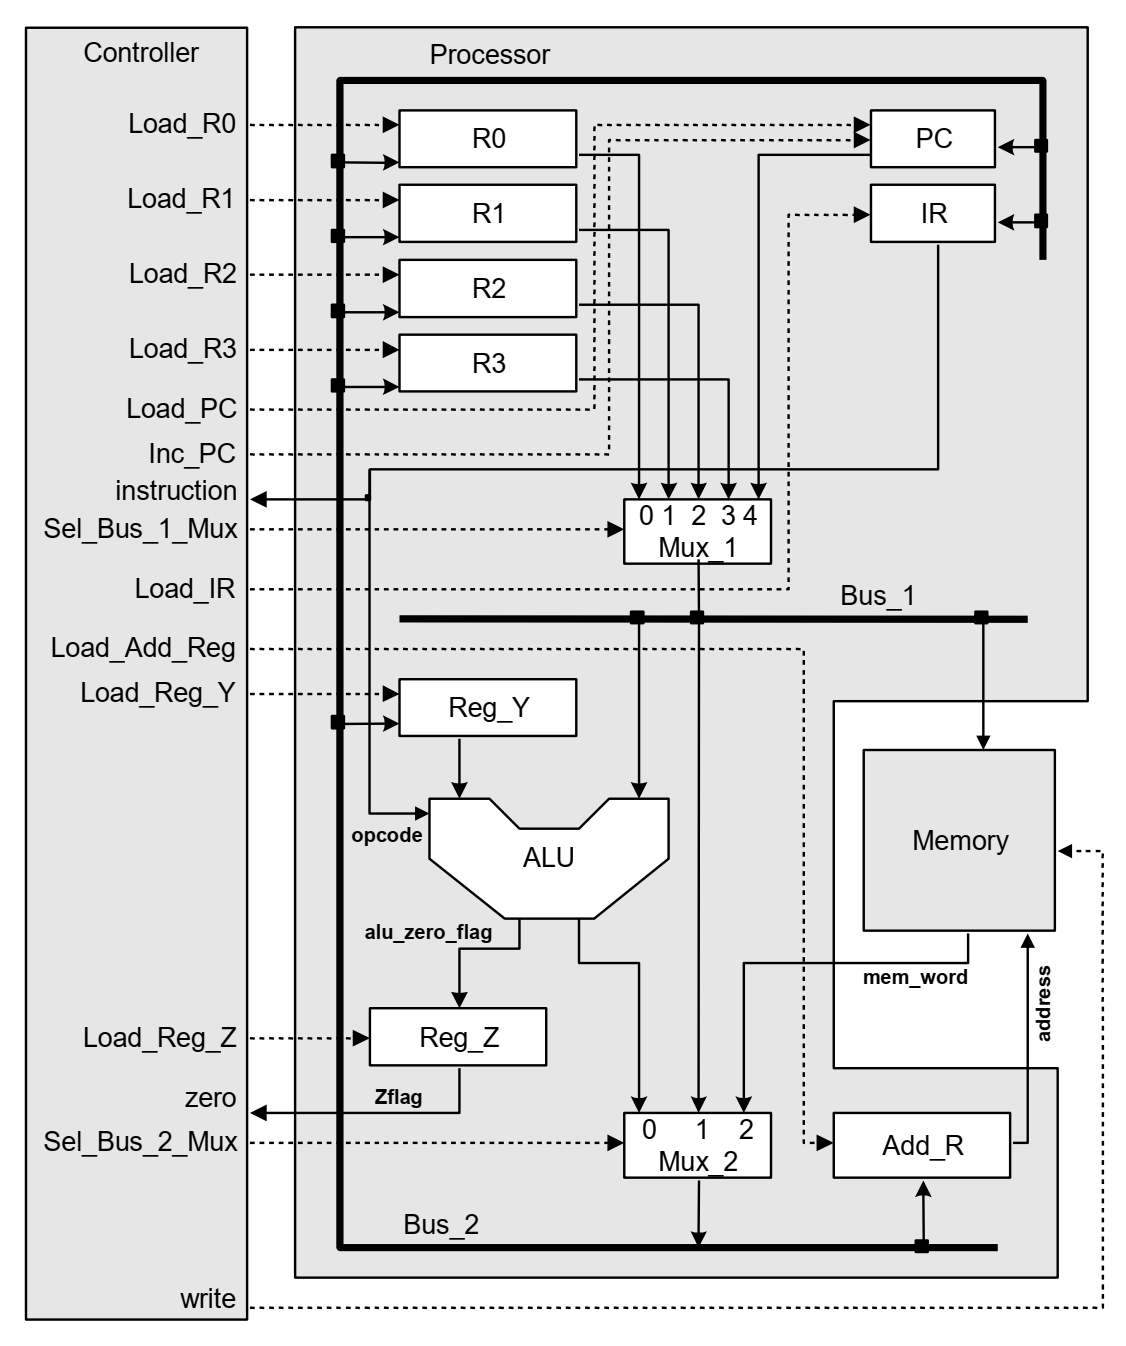 Controller
Processor
Load_R0
R0
PC
Load_R1
R1
IR
Load_R2
R2
Load_R3
R3
Load_PC
Inc_PC
instruction
Sel_Bus_1_Mux
0 1 2 3 4
Mux_1
Load_IR
Bus_1
Load_Add_Reg
Load_Reg_Y
Reg_Y
opcode
ALU
Memory
alu_zero_flag
mem_word
address
Load_Reg_Z
Reg_Z
zero
Zflag
Sel_Bus_2_Mux
0 1 2
Mux_2
Add_R
Bus_2
write